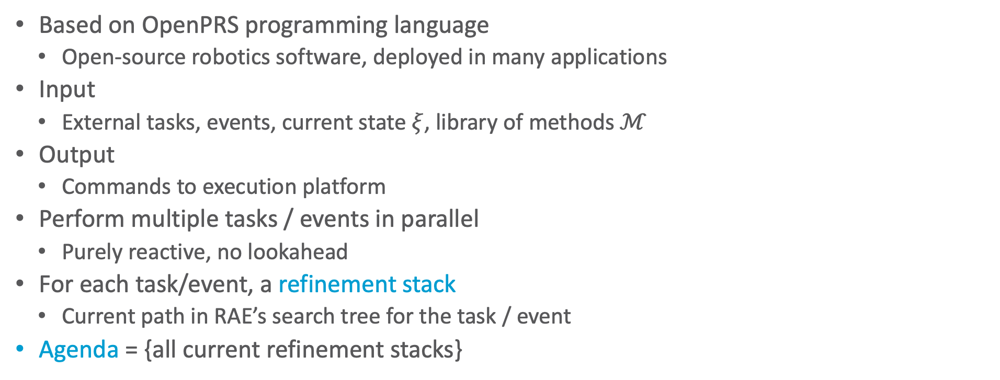 • Based on OpenPRS programming language
• Open-source robotics software, deployed in many applications
• Input
• External tasks, events, current state ξ, library of methods ℳ
• Output
• Commands to execution platform
• Perform multiple tasks / events in parallel
• Purely reactive, no lookahead
• For each task/event, a refinement stack
• Current path in RAE’s search tree for the task / event
• Agenda = {all current refinement stacks}